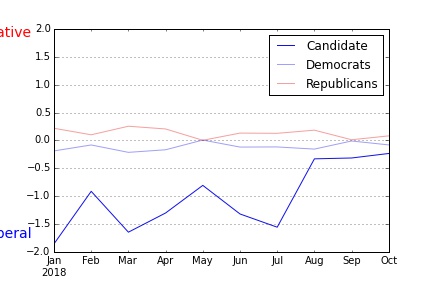 2.0
ative
Candidate
1.5
Democrats
Republicans
1.0
0.5
0.0
−0.5
−1.0
−1.5
beral
−2.0
Jan Feb Mar Apr May Jun Jul Aug Sep Oct
2018